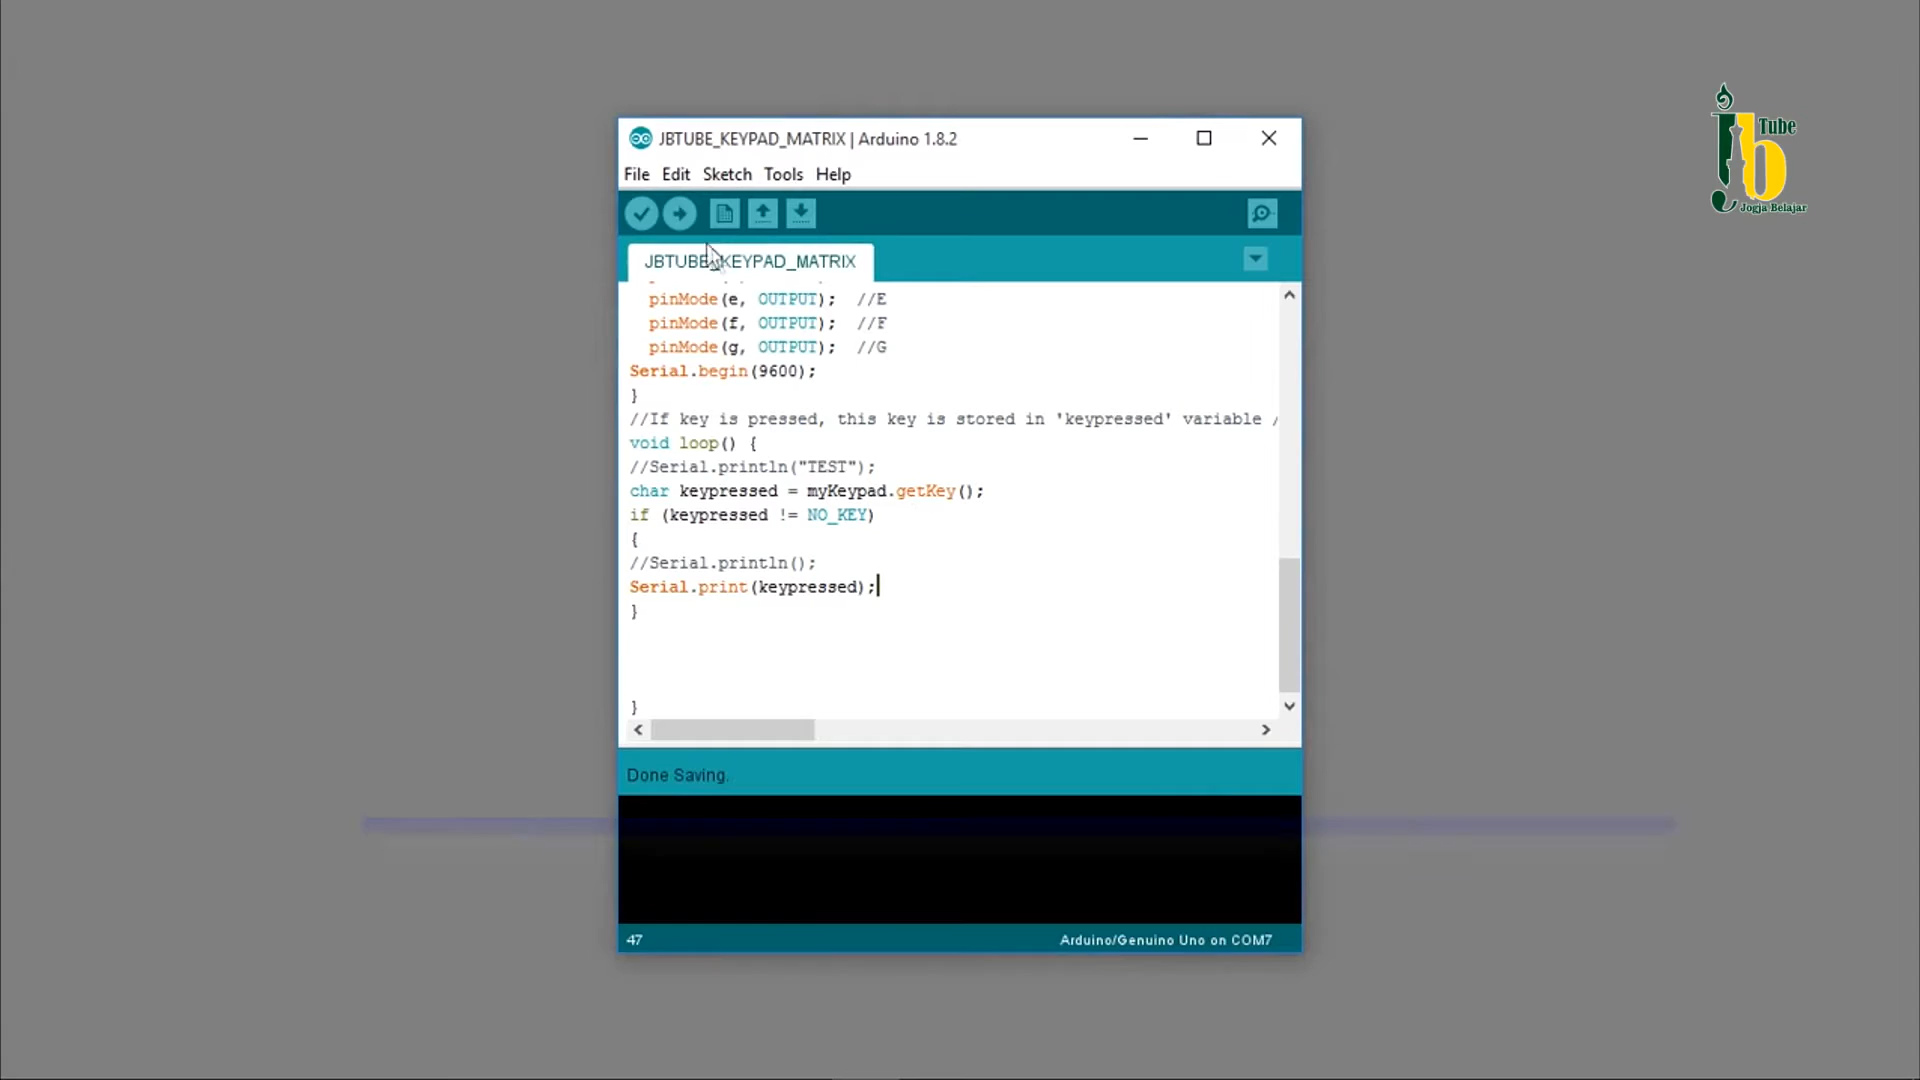 JBTUBE_KEYPAD_MATRIX | Arduino 1.8.2
Tube
Jogja Belajar
File Edit Sketch Tools Help
JBTUBE_KEYPAD_MATRIX
pinMode(e, OUTPUT); //E
pinMode(f, OUTPUT); //F
pinMode(g, OUTPUT); //G
Serial.begin(9600);
}
//If key is pressed, this key is stored in 'keypressed' variable /
void loop() {
//Serial.println("TEST");
char keypressed = myKeypad.getKey();
if (keypressed != NO_KEY)
{
//Serial.println();
Serial.print(keypressed);
}
}
Done Saving.
47
Arduino/Genuino Uno on COM7